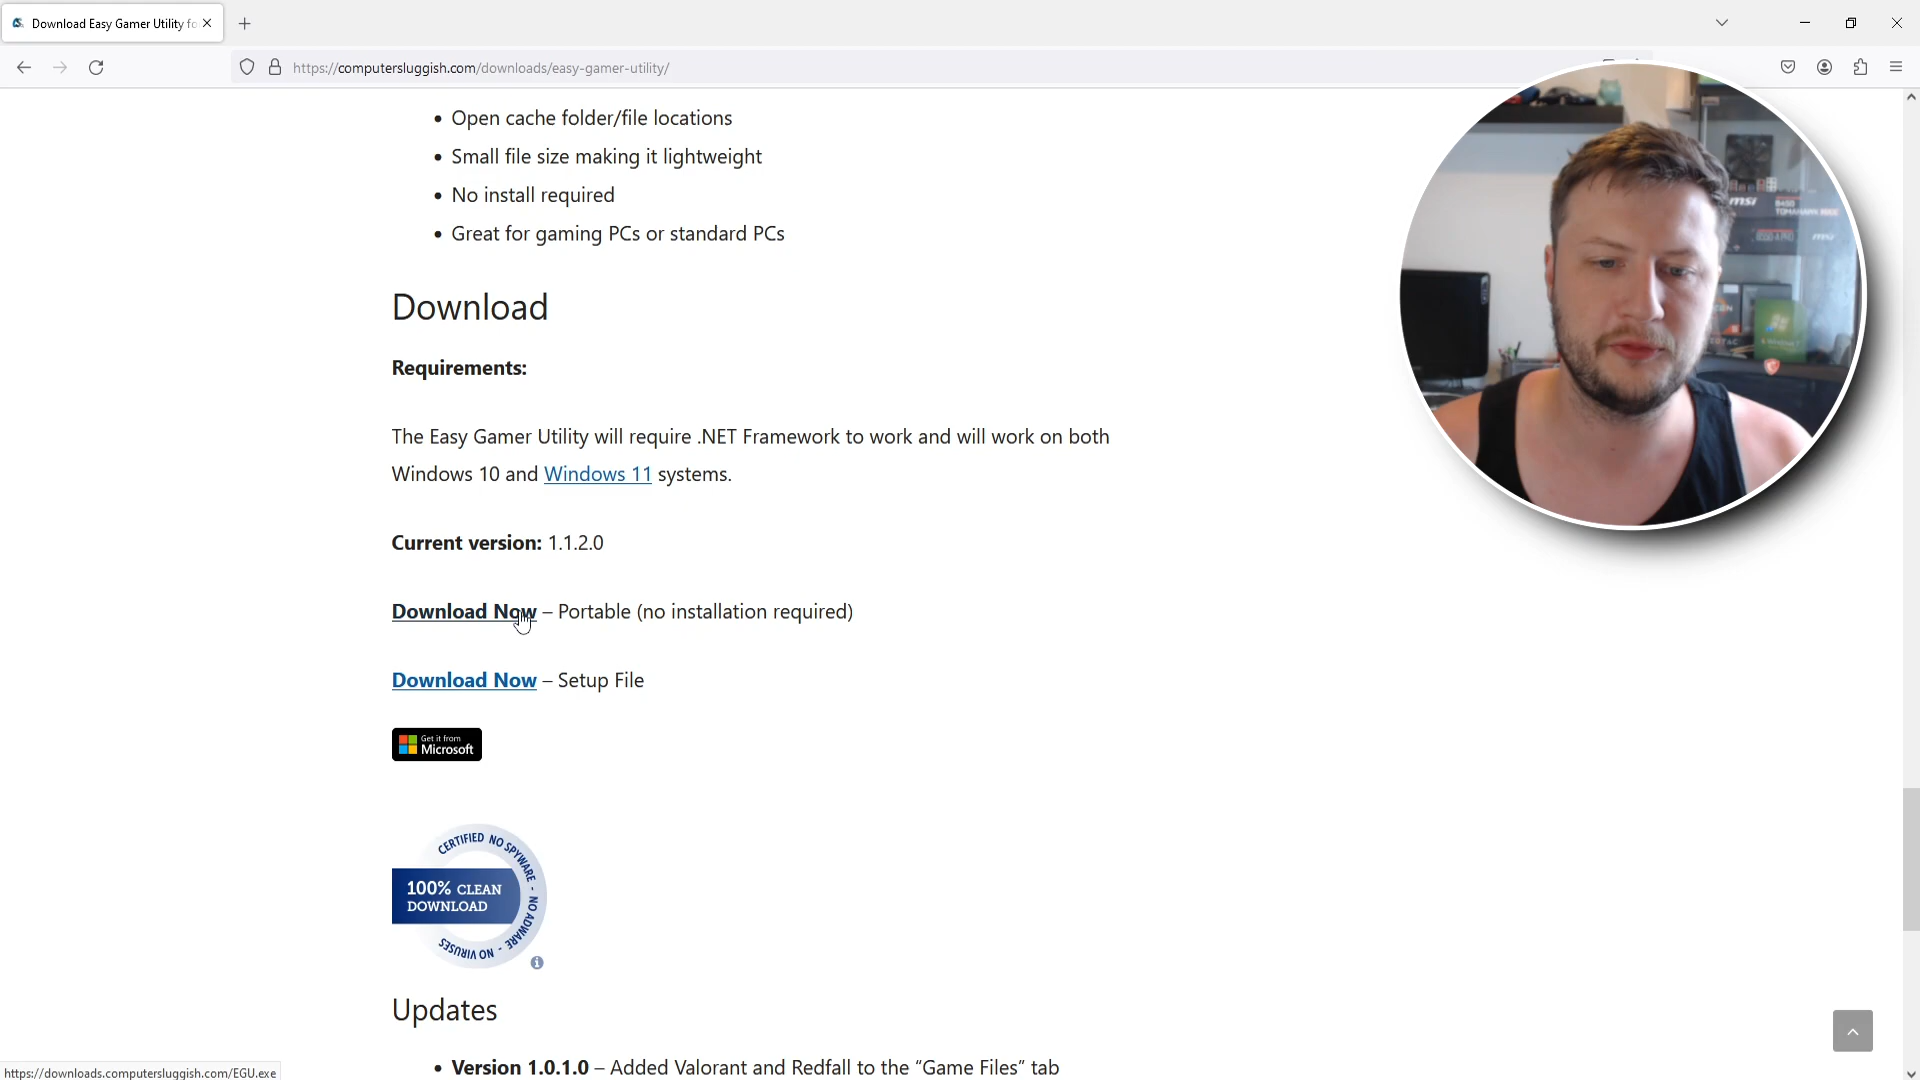 Download Easy Gamer Utility fo
https://computersluggish.com/downloads/easy-gamer-utility/
Open cache folder/file locations
Small file size making it lightweight
No install required
Great for gaming PCs or standard PCs
Download
Requirements:
The Easy Gamer Utility will require .NET Framework to work and will work on both
Windows 10 and Windows 11 systems.
Current version: 1.1.2.0
Download Now – Portable (no installation required)
Download Now – Setup File
Get it from
Microsoft
CERTIFIED NO SPYWARE - NO ADWARE - NO VIRUSES
100% CLEAN
DOWNLOAD
Updates
Version 1.0.1.0 – Added Valorant and Redfall to the “Game Files” tab
https://downloads.computersluggish.com/EGU.exe
msi
TOMAHAWK